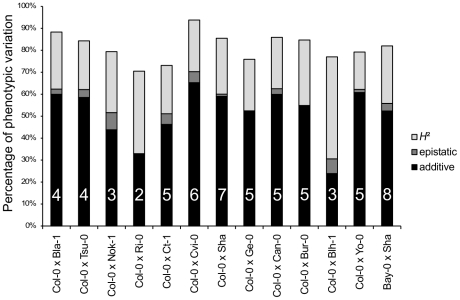 Percentage of phenotypic variation
100%
90%
80%
70%
60%
50%
40%
30%
20%
10%
0%
4
4
3
2
5
6
7
5
5
5
3
5
8
Col-0 x Bla-1
Col-0 x Tsu-0
Col-0 x Nok-1
Col-0 x Ri-0
Col-0 x Ct-1
Col-0 x Cvi-0
Col-0 x Sha
Col-0 x Ge-0
Col-0 x Can-0
Col-0 x Bur-0
Col-0 x Blh-1
Col-0 x Yo-0
Bay-0 x Sha
H²
epistatic
additive